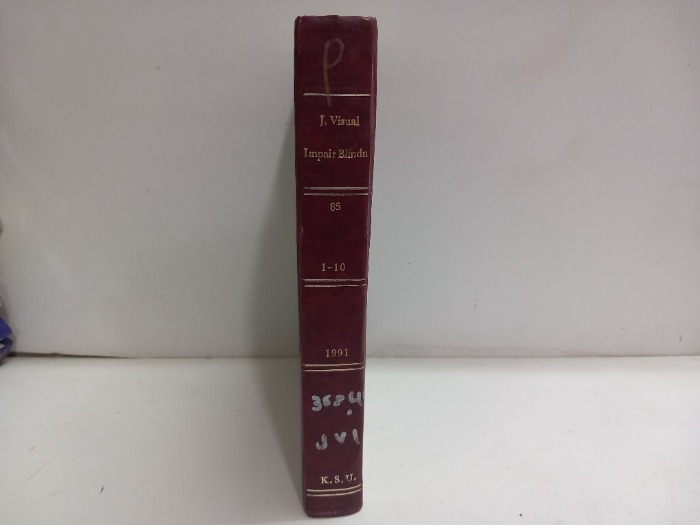 P
J. Visual
Impair Blindn
85
1-10
1991
J V I
K. S. U.